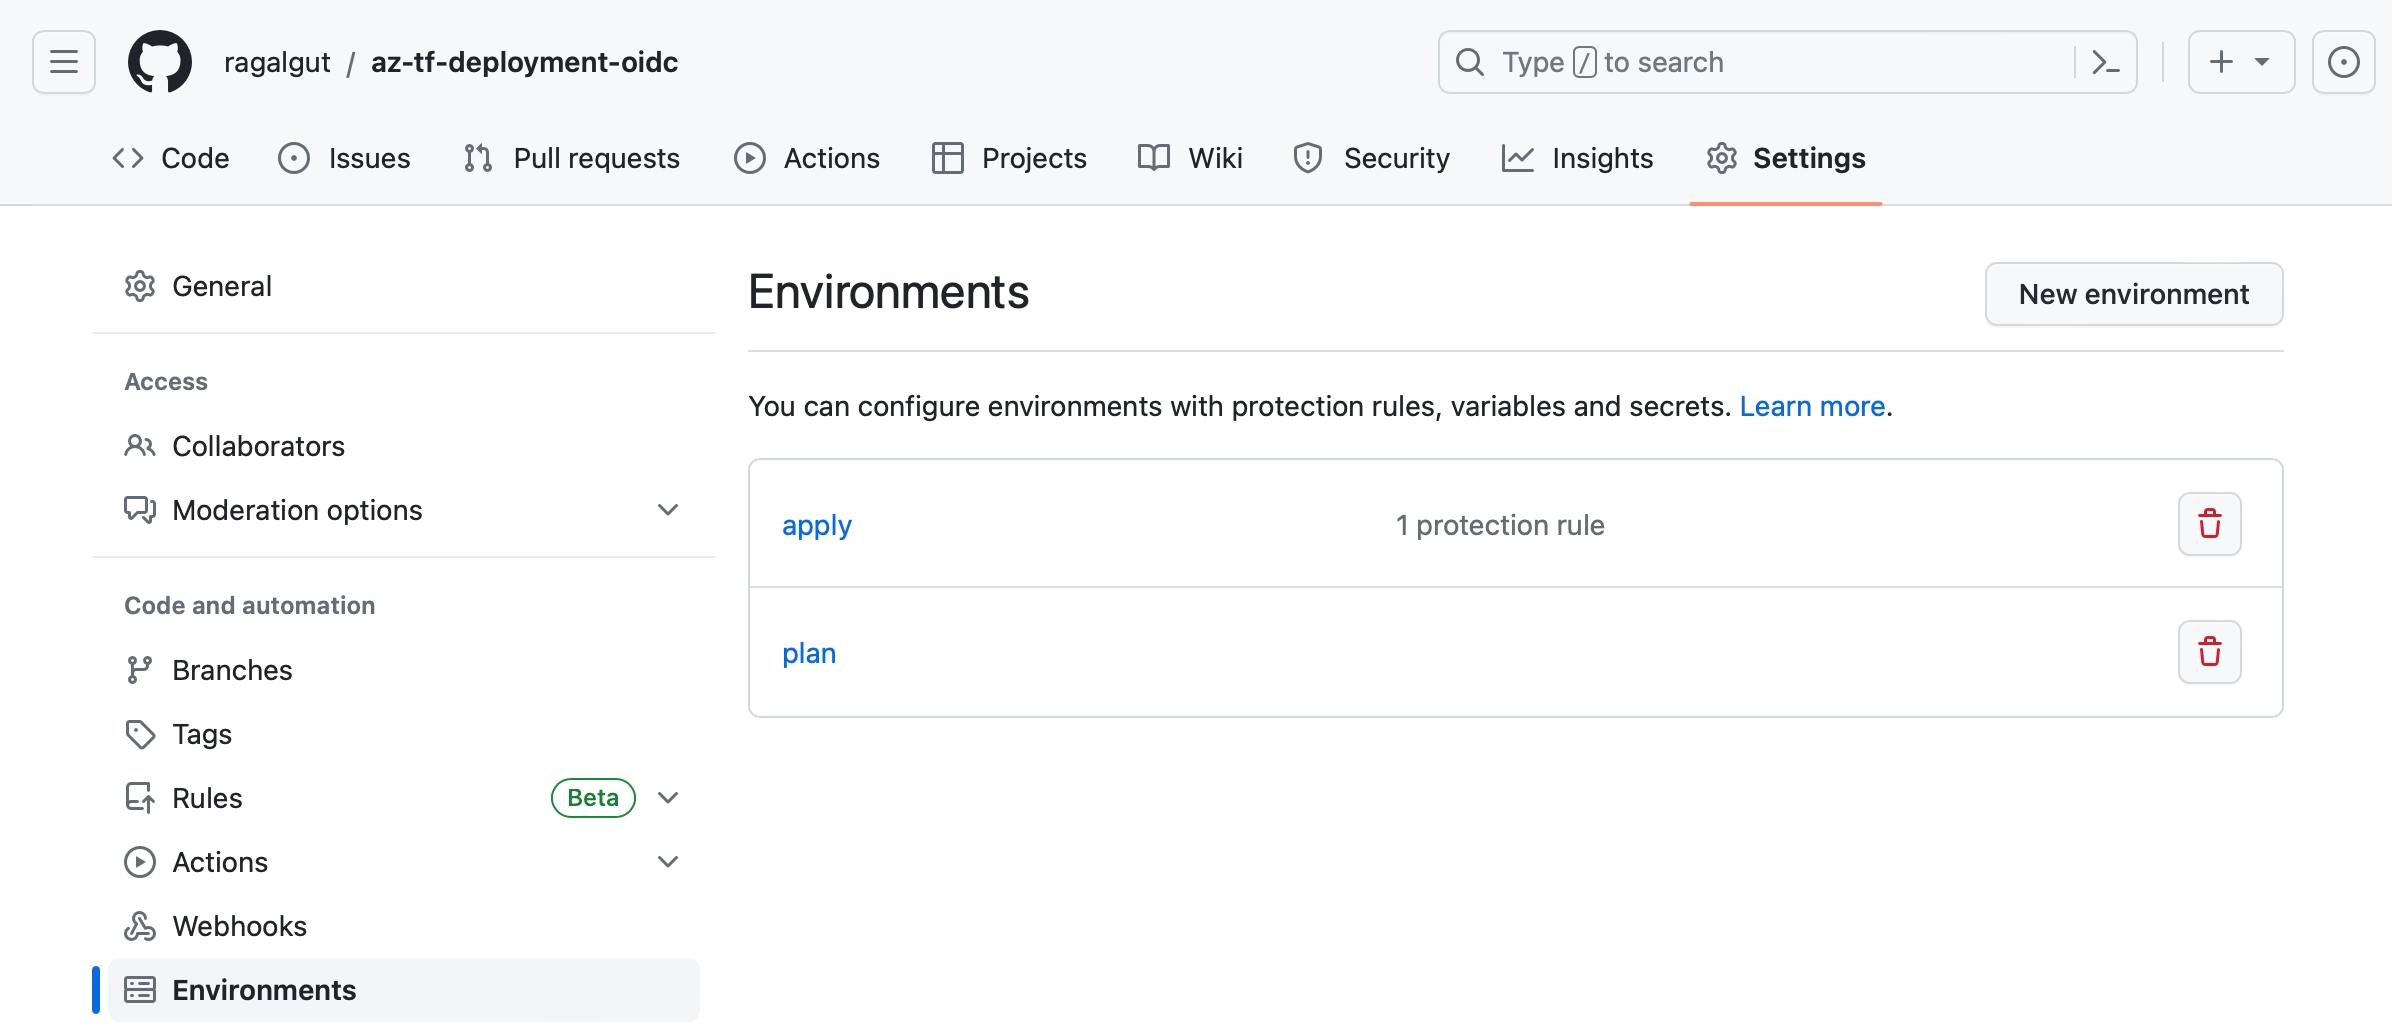 ragalgut / az-tf-deployment-oidc
Type / to search
Code Issues Pull requests Actions Projects Wiki Security Insights Settings
General
Access
Collaborators
Moderation options
Code and automation
Branches
Tags
Rules Beta
Actions
Webhooks
Environments
Environments
New environment
You can configure environments with protection rules, variables and secrets. Learn more.
apply 1 protection rule
plan